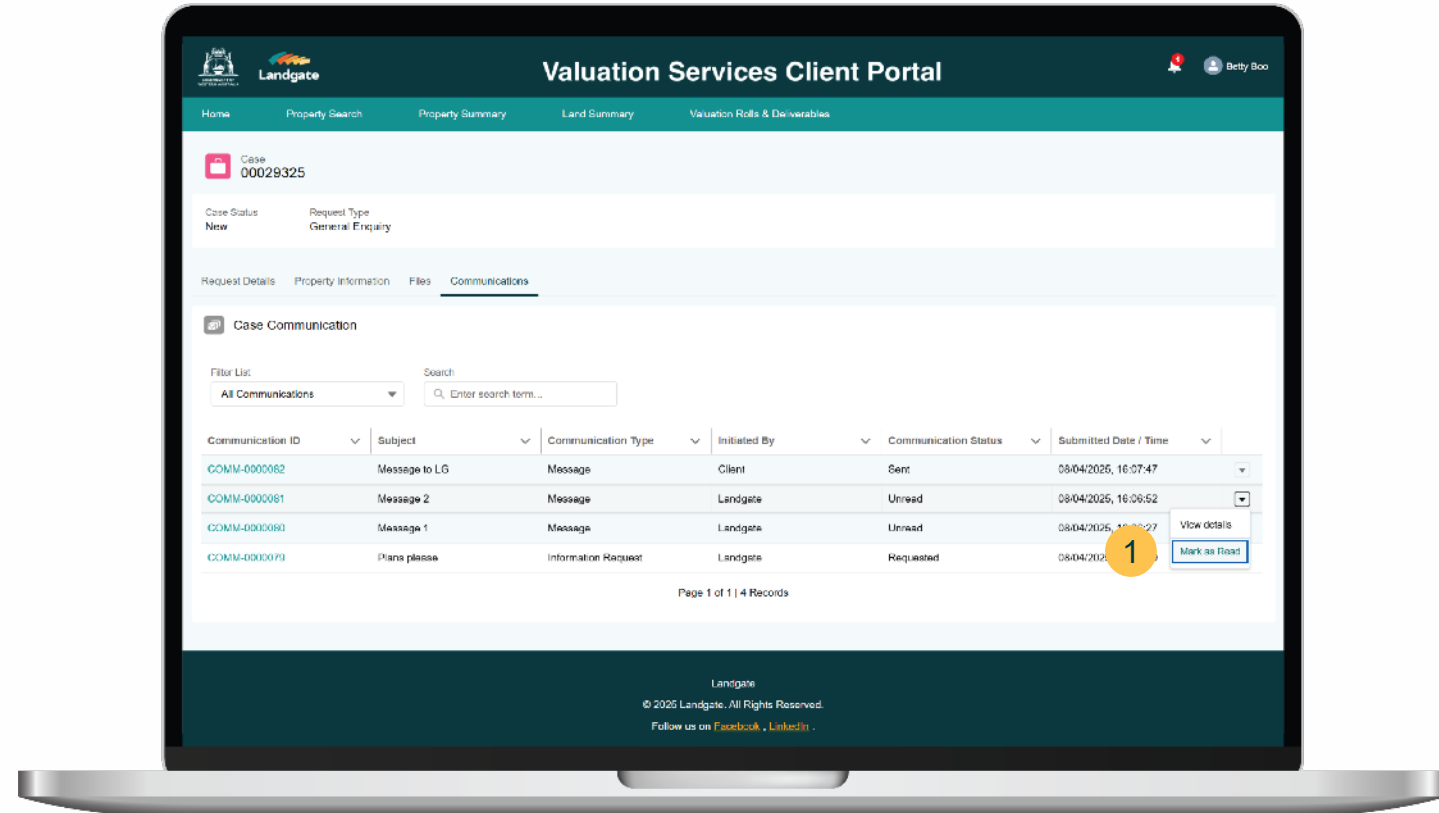 Landgate
Valuation Services Client Portal
Betty Boo
Home Property Search Property Summary Land Summary Valuation Rolls & Deliverables
Case
00029325
Case Status Request Type
New General Enquiry
Request Details Property Information Files Communications
Case Communication
Filter List Search
All Communications Enter search term...
Communication ID Subject Communication Type Initiated By Communication Status Submitted Date / Time
COMM-0000082 Message to LG Message Client Sent 08/04/2025, 16:07:47
COMM-0000081 Message 2 Message Landgate Unread 08/04/2025, 16:06:52
View details
COMM-0000080 Message 1 Message Landgate Unread 08/04/2025,
1 Mark as Read
COMM-0000079 Plans please Information Request Landgate Requested
Page 1 of 1 | 4 Records
Landgate
© 2025 Landgate. All Rights Reserved.
Follow us on Facebook , LinkedIn .